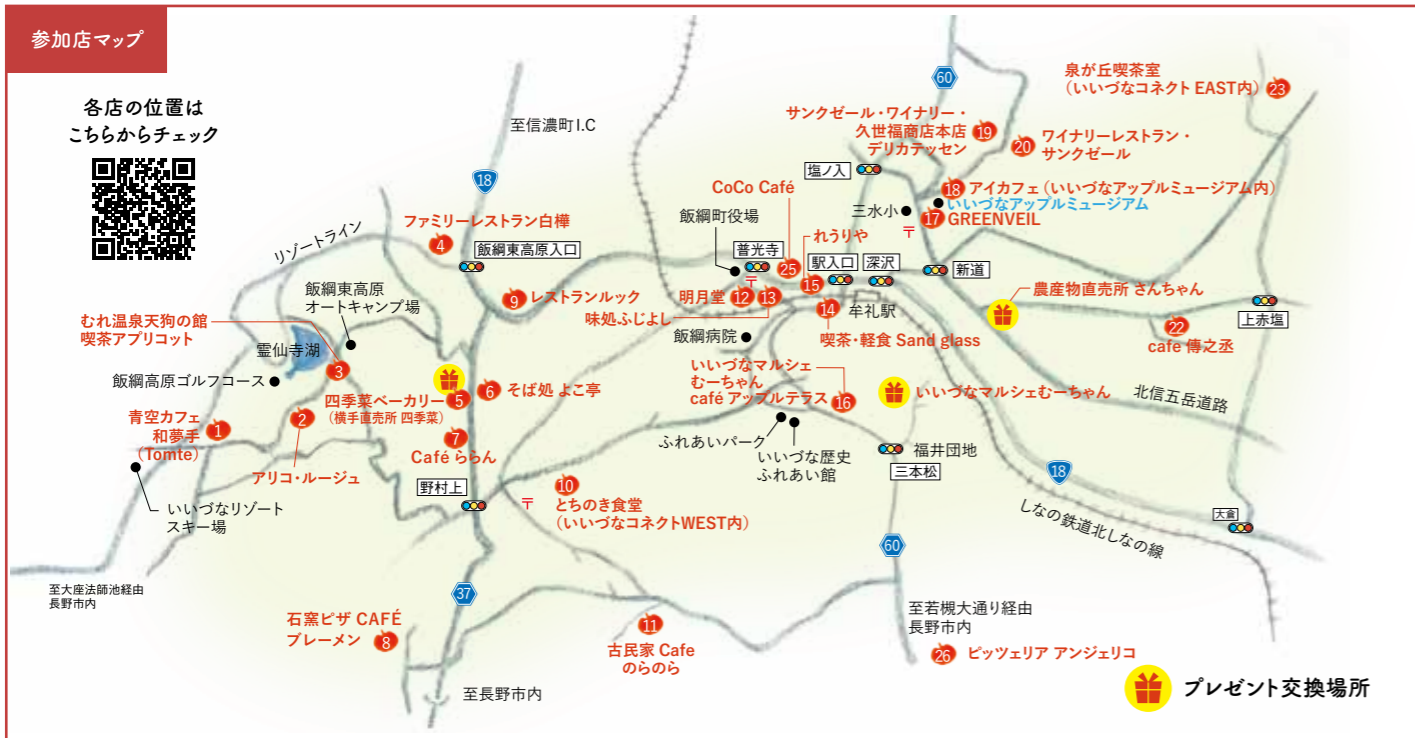 参加店マップ
各店の位置は
こちらからチェック
至信濃町I.C
18
60
泉が丘喫茶室
(いいづなコネクト EAST内)
23
サンクゼール・ワイナリー・
久世福商店本店
デリカテッセン
19
20
ワイナリーレストラン・
サンクゼール
塩ノ入
CoCo Café
18
アイカフェ(いいづなアップルミュージアム内)
いいづなアップルミュージアム
三水小
17
GREENVEIL
〒
飯綱町役場
ファミリーレストラン白樺
4
飯綱東高原入口
リゾートライン
普光寺
25
れうりや
15
駅入口
深沢
新道
〒
飯綱東高原
オートキャンプ場
9
レストランルック
明月堂
12
13
味処ふじよし
14
牟礼駅
農産物直売所 さんちゃん
上赤塩
22
cafe 傳之丞
むれ温泉天狗の館
喫茶アプリコット
霊仙寺湖
3
飯綱病院
喫茶・軽食 Sand glass
飯綱高原ゴルフコース
四季菜ベーカリー
(横手直売所 四季菜)
5
6
そば処 よこ亭
いいづなマルシェ
むーちゃん
café アップルテラス
16
いいづなマルシェむーちゃん
北信五岳道路
青空カフェ
和夢手
(Tomte)
1
2
アリコ・ルージュ
7
Café ららん
ふれあいパーク
いいづな歴史
ふれあい館
福井団地
三本松
18
いいづなリゾート
スキー場
野村上
〒
10
とちのき食堂
(いいづなコネクトWEST内)
大倉
しなの鉄道北しなの線
60
至大座法師池経由
長野市内
37
石窯ピザ CAFÉ
ブレーメン
8
11
古民家 Cafe
のらのら
至若槻大通り経由
長野市内
26
ピッツェリア アンジェリコ
至長野市内
プレゼント交換場所